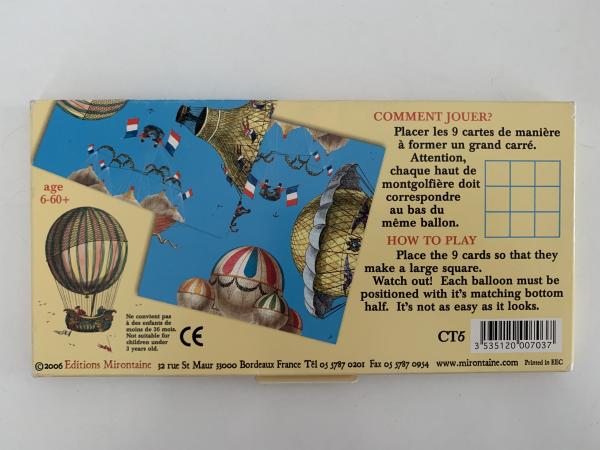 COMMENT JOUER?
Placer les 9 cartes de manière
à former un grand carré.
Attention,
chaque haut de
montgolfière doit
correspondre
au bas du
même ballon.
HOW TO PLAY
Place the 9 cards so that they
make a large square.
Watch out! Each balloon must be
positioned with it's matching bottom
half. It's not as easy as it looks.
age
6-60+
Ne convient pas
à des enfants de
moins de 36 mois.
Not suitable for
children under
3 years old.
CE
CT5
3 535120 007037
©2006 Editions Mirontaine 32 rue St Maur 33000 Bordeaux France Tèl 05 5787 0201 Fax 05 5787 0954 www.mirontaine.com Printed in EEC